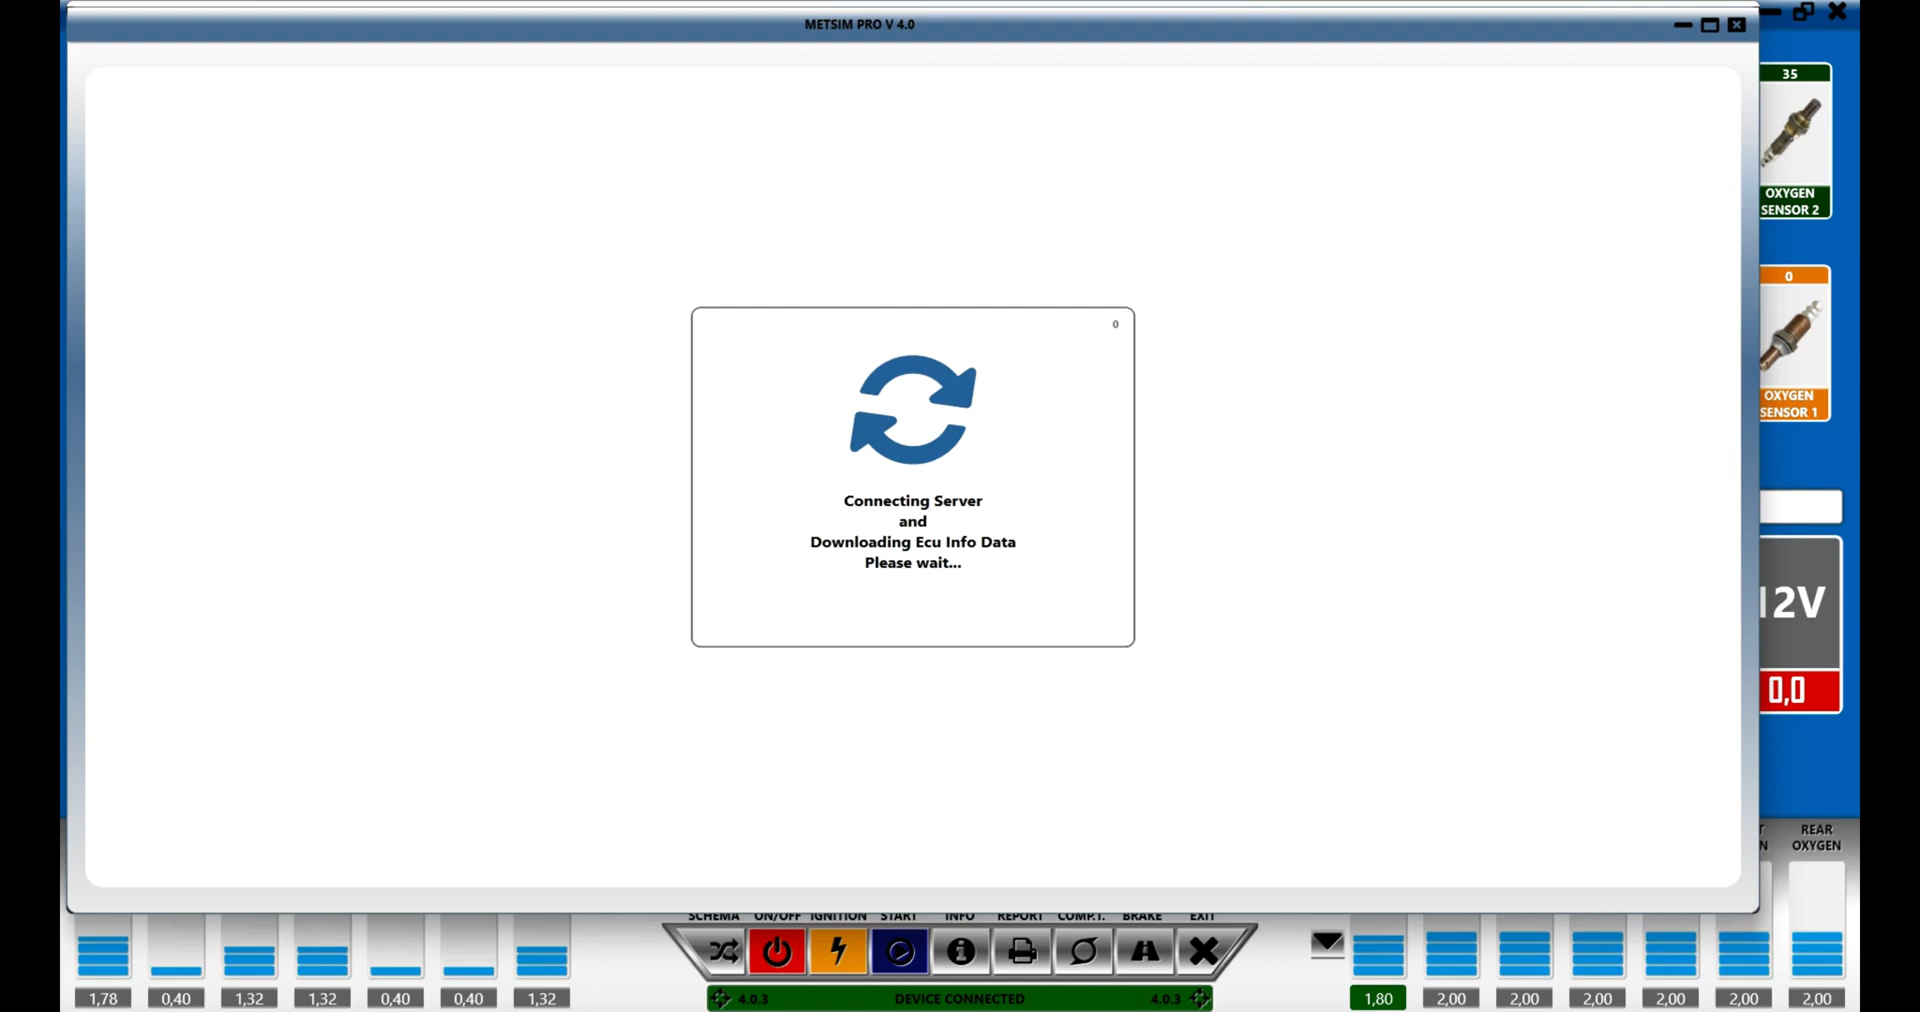 METSIM PRO V 4.0
35
OXYGEN
SENSOR 2
0
OXYGEN
SENSOR 1
0
Connecting Server
and
Downloading Ecu Info Data
Please wait...
12V
0,0
REAR
OXYGEN
SCHEMA ON/OFF IGNITION START INFO REPORT COMP.T. BRAKE EXIT
1,78 0,40 1,32 1,32 0,40 0,40 1,32
4.0.3 DEVICE CONNECTED 4.0.3
1,80 2,00 2,00 2,00 2,00 2,00 2,00